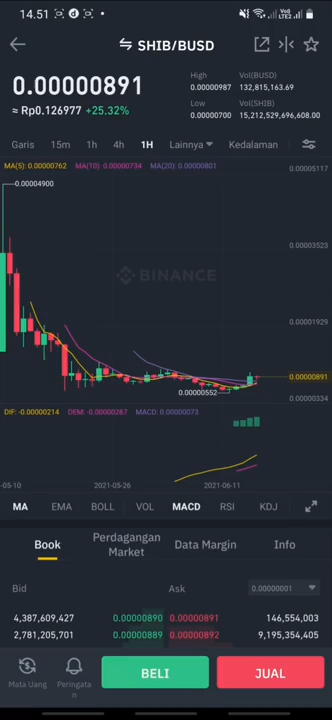 14.51 VoB LTE2
SHIB/BUSD
0.00000891
≈ Rp0.126977 +25.32%
High 0.00000987
Vol(BUSD) 132,815,163.69
Low 0.00000700
Vol(SHIB) 15,212,529,696,608.00
Garis 15m 1h 4h 1H Lainnya Kedalaman
MA(5): 0.00000762 MA(10): 0.00000734 MA(20): 0.00000801
0.00005117
0.00004900
0.00003523
BINANCE
0.00001929
0.00000891
0.00000552
0.00000334
DIF: -0.00000214 DEM: -0.00000287 MACD: 0.00000073
-05-10 2021-05-26 2021-06-11
MA EMA BOLL VOL MACD RSI KDJ
Book Perdagangan Market Data Margin Info
Bid Ask 0.00000001
4,387,609,427 0.00000890 0.00000891 146,554,003
2,781,205,701 0.00000889 0.00000892 9,195,354,405
Mata Uang Peringatan BELI JUAL